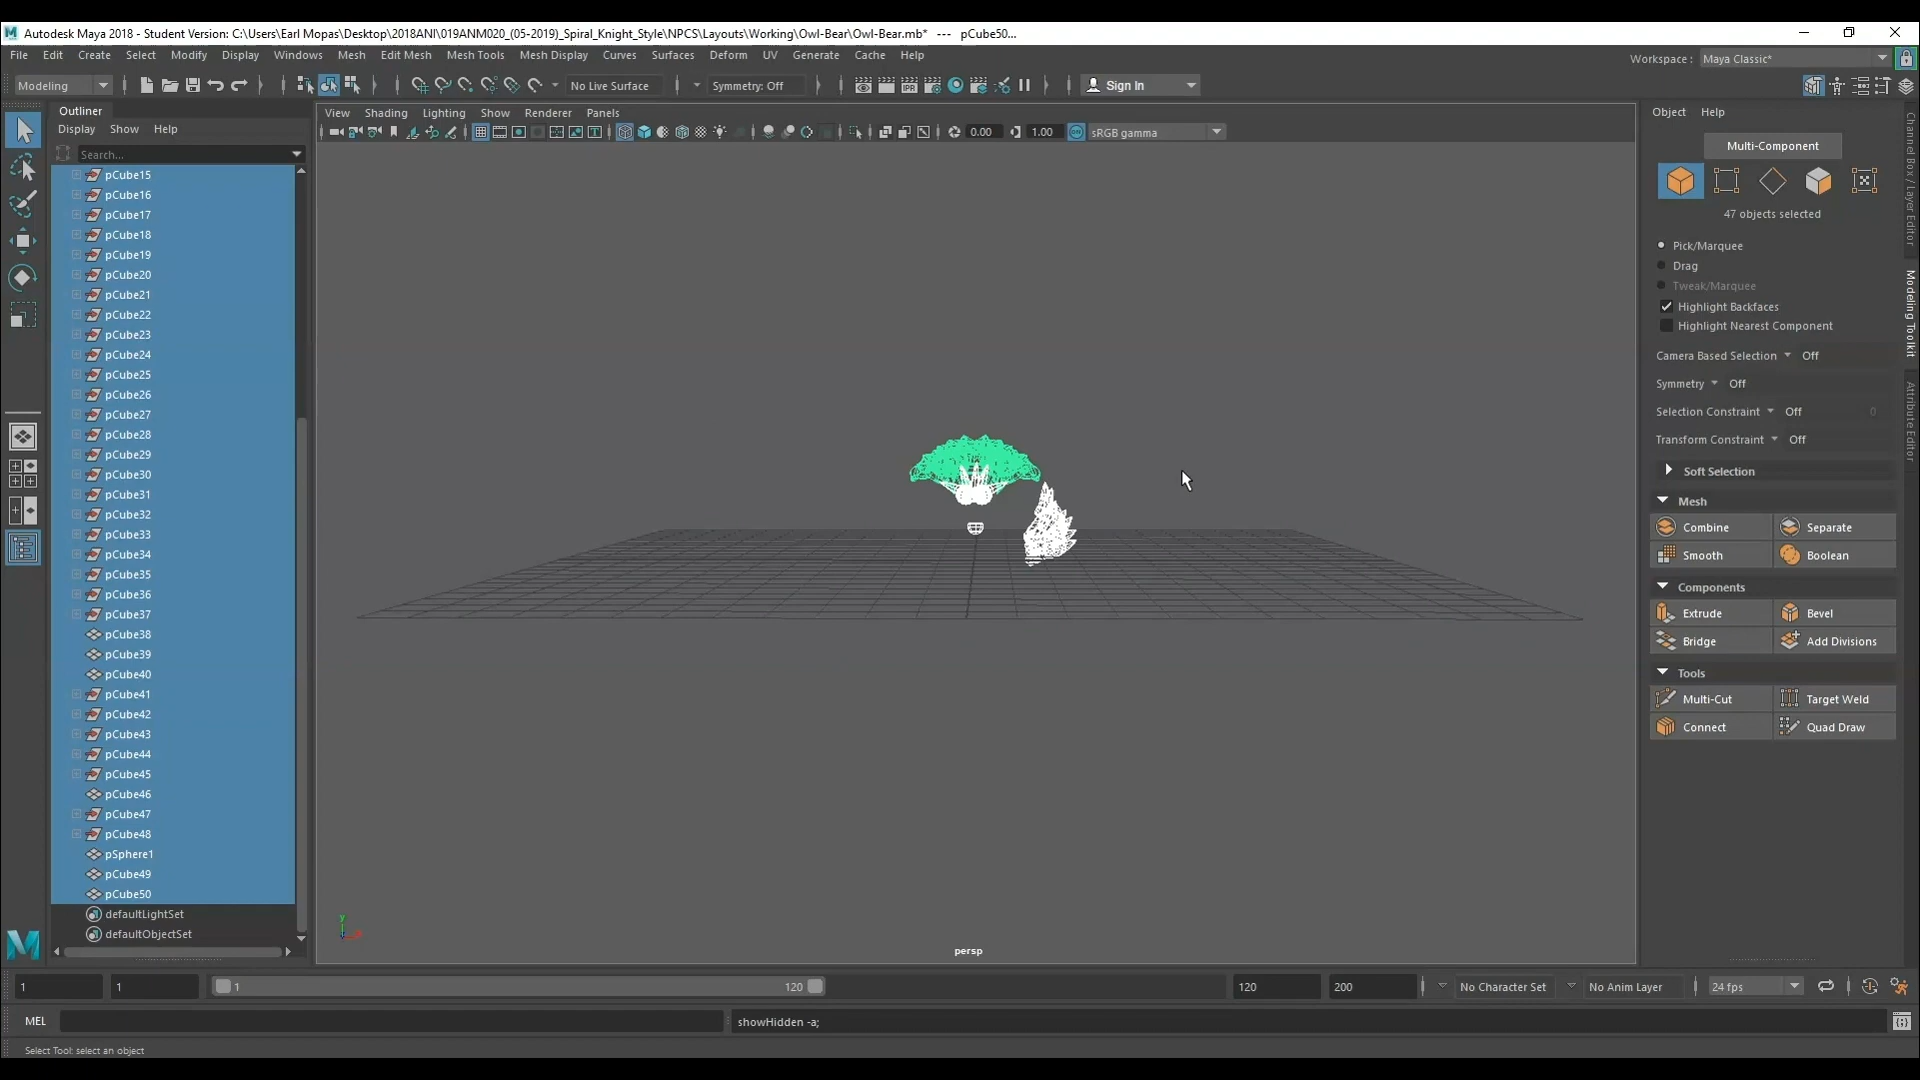 Autodesk Maya 2018 - Student Version: C:\Users\Earl Mopas\Desktop\2018ANI\019ANM020_(05-2019)_Spiral_Knight_Style\NPCS\Layouts\Working\Owl-Bear\Owl-Bear.mb*  ---  pCube50...
File Edit Create Select Modify Display Windows Mesh Edit Mesh Mesh Tools Mesh Display Curves Surfaces Deform UV Generate Cache Help
Workspace : Maya Classic*
Modeling No Live Surface Symmetry: Off Sign In
Outliner
Display Show Help
Search...
pCube15
pCube16
pCube17
pCube18
pCube19
pCube20
pCube21
pCube22
pCube23
pCube24
pCube25
pCube26
pCube27
pCube28
pCube29
pCube30
pCube31
pCube32
pCube33
pCube34
pCube35
pCube36
pCube37
pCube38
pCube39
pCube40
pCube41
pCube42
pCube43
pCube44
pCube45
pCube46
pCube47
pCube48
pSphere1
pCube49
pCube50
defaultLightSet
defaultObjectSet
View Shading Lighting Show Renderer Panels
0.00 1.00 sRGB gamma
persp
Object Help
Multi-Component
47 objects selected
Pick/Marquee
Drag
Tweak/Marquee
Highlight Backfaces
Highlight Nearest Component
Camera Based Selection Off
Symmetry Off
Selection Constraint Off 0
Transform Constraint Off
Soft Selection
Mesh
Combine Separate
Smooth Boolean
Components
Extrude Bevel
Bridge Add Divisions
Tools
Multi-Cut Target Weld
Connect Quad Draw
Channel Box / Layer Editor
Modeling Toolkit
Attribute Editor
1 1 1 120 120 200 No Character Set No Anim Layer 24 fps
MEL showHidden -a;
Select Tool: select an object